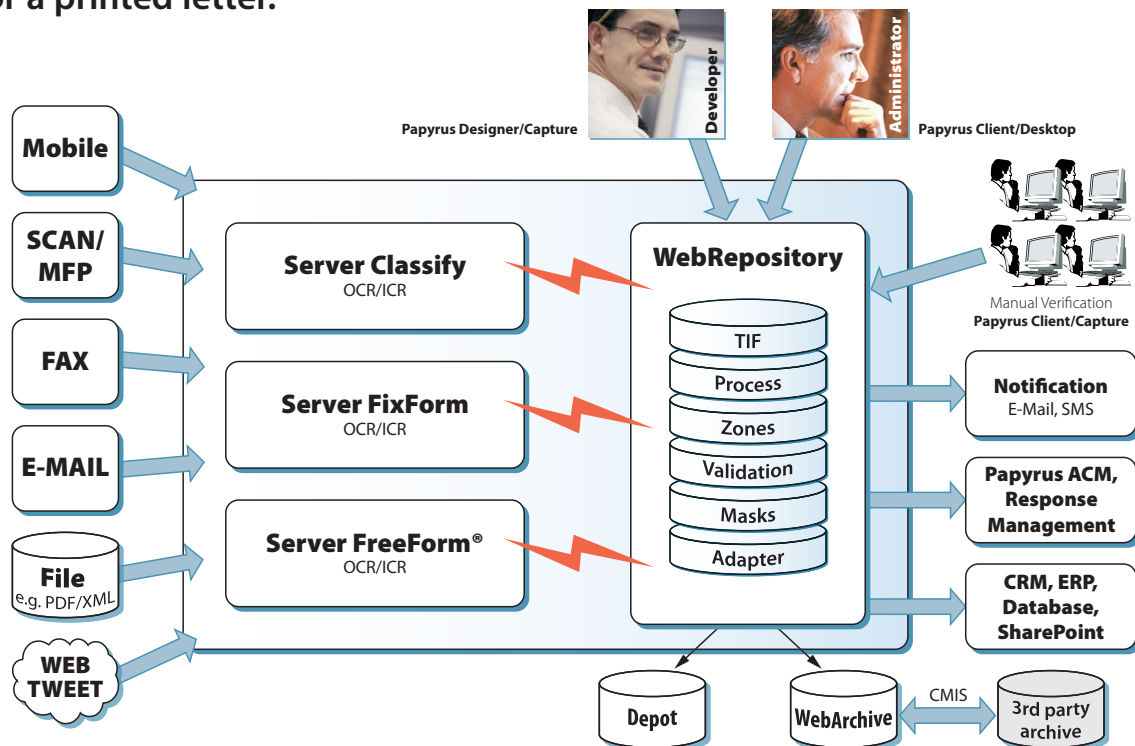 or a printed letter.
Developer
Administrator
Papyrus Designer/Capture
Papyrus Client/Desktop
Mobile
SCAN/
MFP
FAX
E-MAIL
File
e.g. PDF/XML
WEB
TWEET
Server Classify
OCR/ICR
Server FixForm
OCR/ICR
Server FreeForm®
OCR/ICR
WebRepository
TIF
Process
Zones
Validation
Masks
Adapter
Manual Verification
Papyrus Client/Capture
Notification
E-Mail, SMS
Papyrus ACM,
Response
Management
CRM, ERP,
Database,
SharePoint
Depot
WebArchive
CMIS
3rd party
archive